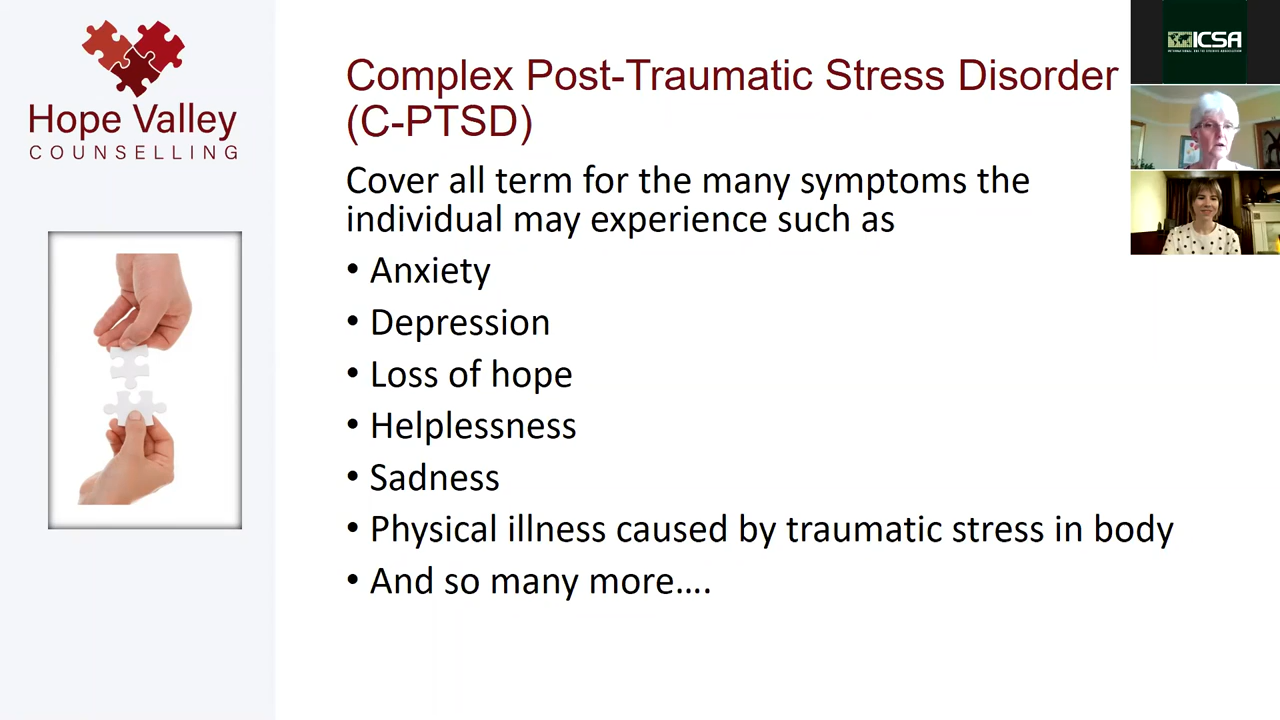 Hope Valley
COUNSELLING
Complex Post-Traumatic Stress Disorder
(C-PTSD)
Cover all term for the many symptoms the
individual may experience such as
• Anxiety
• Depression
• Loss of hope
• Helplessness
• Sadness
• Physical illness caused by traumatic stress in body
• And so many more....
ICSA